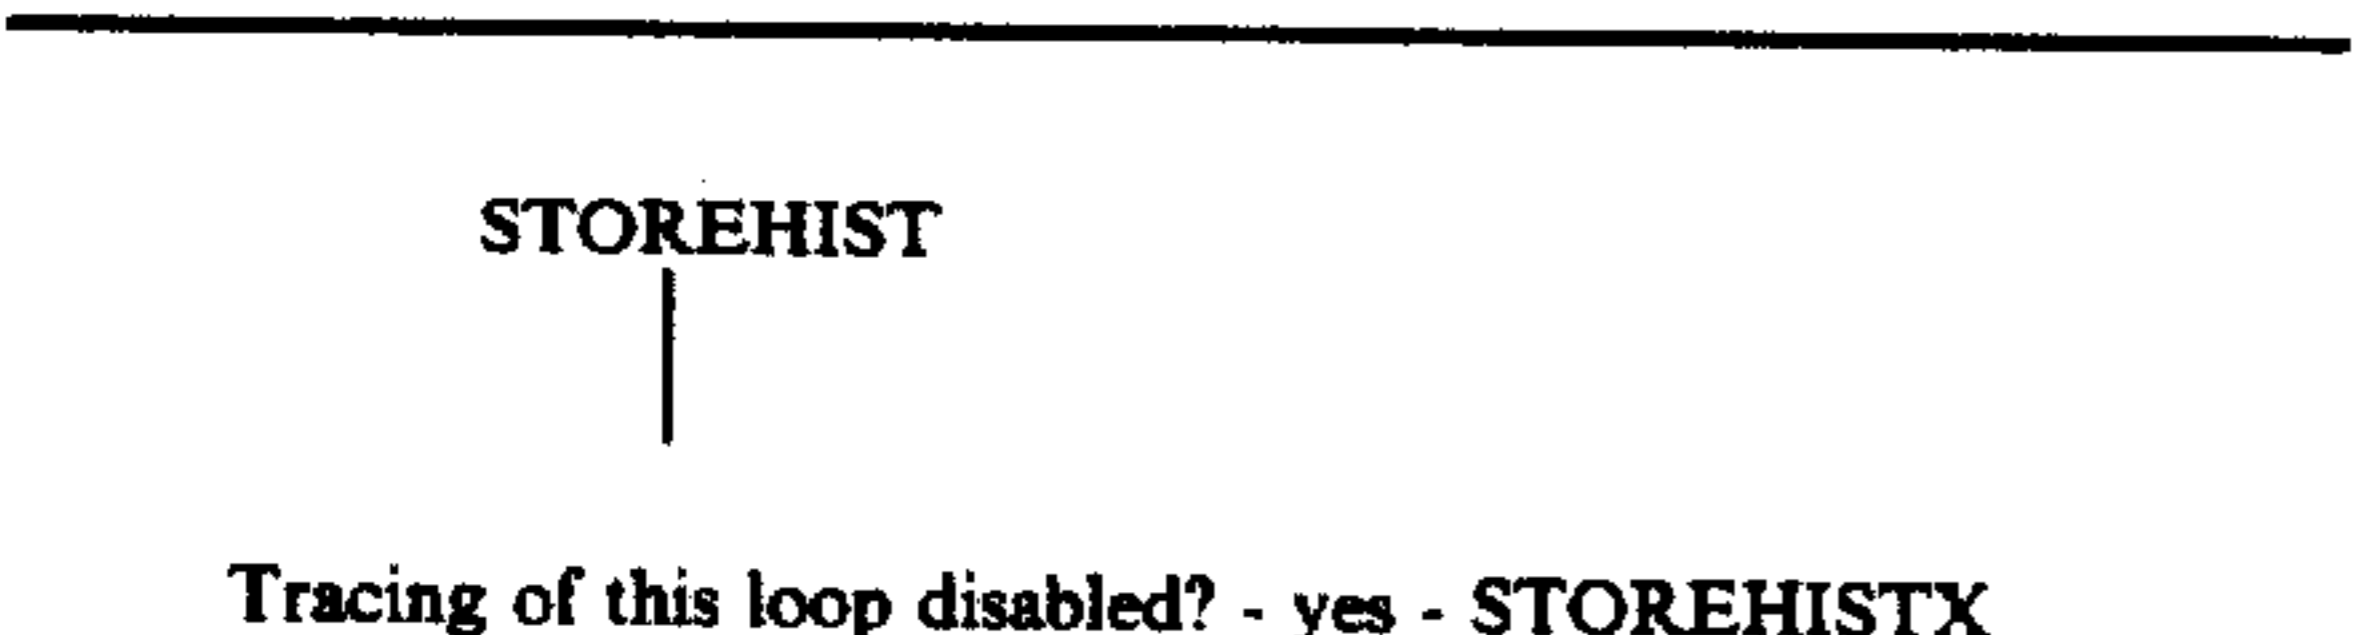 STOREHIST
Tracing of this loop disabled? - yes - STOREHISTX